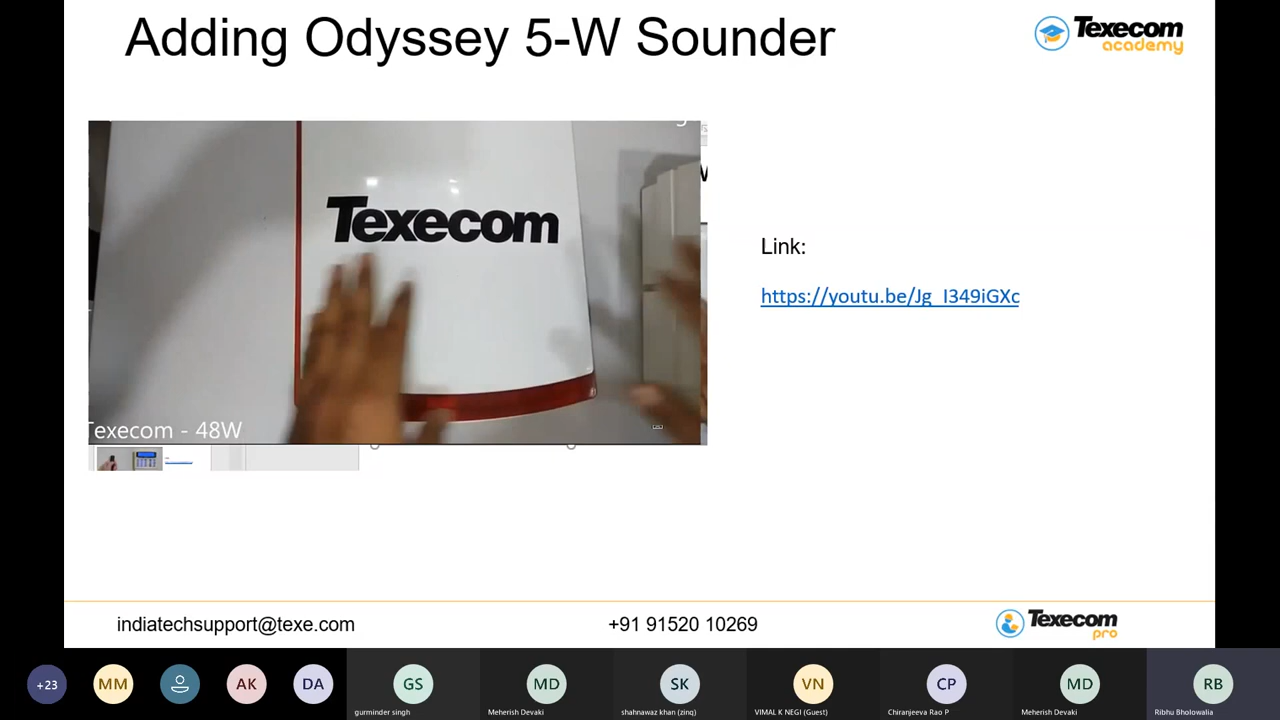 Adding Odyssey 5-W Sounder
Texecom
academy
Texecom
Texecom - 48W
Link:
https://youtu.be/Jg_I349iGXc
indiatechsupport@texe.com
+91 91520 10269
Texecom
pro
+23
MM
AK
DA
GS
gurminder singh
MD
Meherish Devaki
SK
shahnawaz khan (zinq)
VN
VIMAL K NEGI (Guest)
CP
Chiranjeeva Rao P
MD
Meherish Devaki
RB
Ribhu Bholowalia